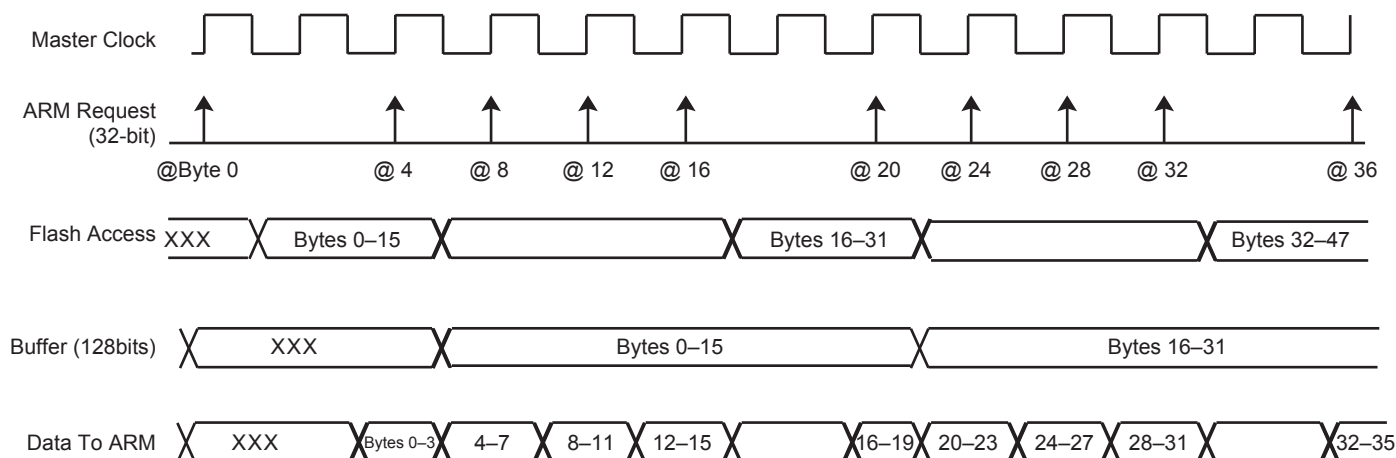 Master Clock
ARM Request
(32-bit)
@Byte 0 @ 4 @ 8 @ 12 @ 16 @ 20 @ 24 @ 28 @ 32 @ 36
Flash Access XXX Bytes 0–15 Bytes 16–31 Bytes 32–47
Buffer (128bits) XXX Bytes 0–15 Bytes 16–31
Data To ARM XXX Bytes 0–3 4–7 8–11 12–15 16–19 20–23 24–27 28–31 32–35